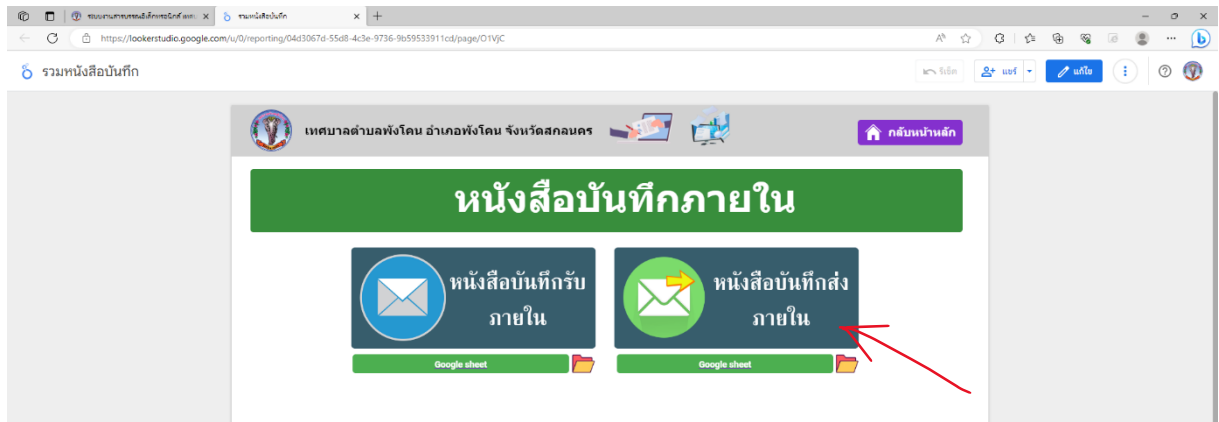 รวมหนังสือบันทึก
https://lookerstudio.google.com/u/0/reporting/04d3067d-55d8-4c3e-9736-9b59533911cd/page/O1VjC
รวมหนังสือบันทึก
รีเซ็ต
แชร์
แก้ไข
เทศบาลตำบลพังโคน อำเภอพังโคน จังหวัดสกลนคร
กลับหน้าหลัก
หนังสือบันทึกภายใน
หนังสือบันทึกรับ
ภายใน
หนังสือบันทึกส่ง
ภายใน
Google sheet
Google sheet